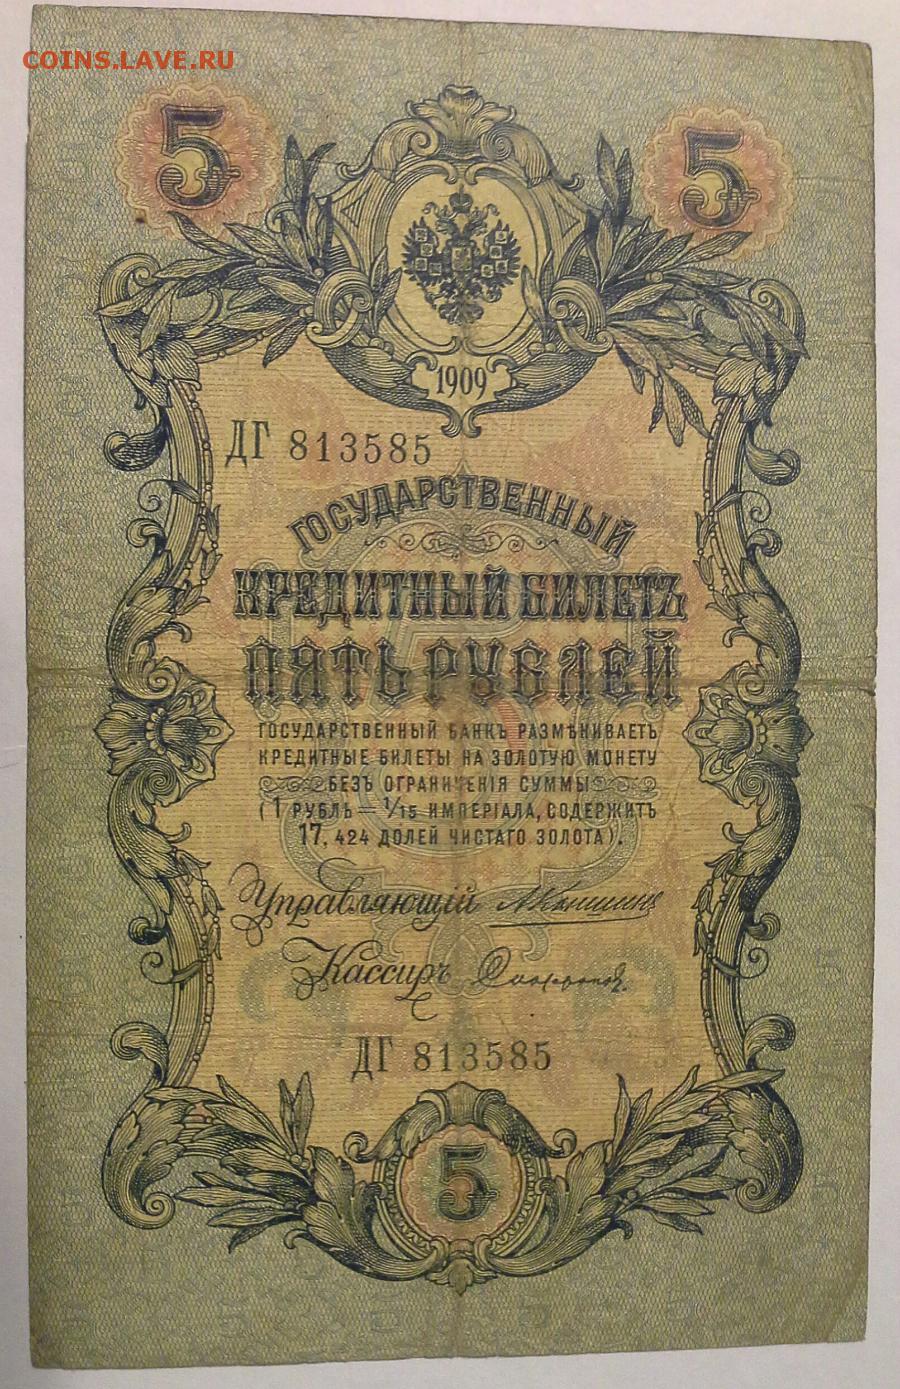 COINS.LAVE.RU
5 5
1909
ДГ 813585
ГОСУДАРСТВЕННЫЙ
КРЕДИТНЫЙ БИЛЕТЪ
ПЯТЬ РУБЛЕЙ
ГОСУДАРСТВЕННЫЙ БАНКЪ РАЗМѢНИВАЕТЪ
КРЕДИТНЫЕ БИЛЕТЫ НА ЗОЛОТУЮ МОНЕТУ
БЕЗЪ ОГРАНИЧЕНІЯ СУММЫ
(1 РУБЛЬ = 1/15 ИМПЕРІАЛА, СОДЕРЖИТЪ
17,424 ДОЛЕЙ ЧИСТАГО ЗОЛОТА).
Управляющій
Кассиръ
ДГ 813585
5